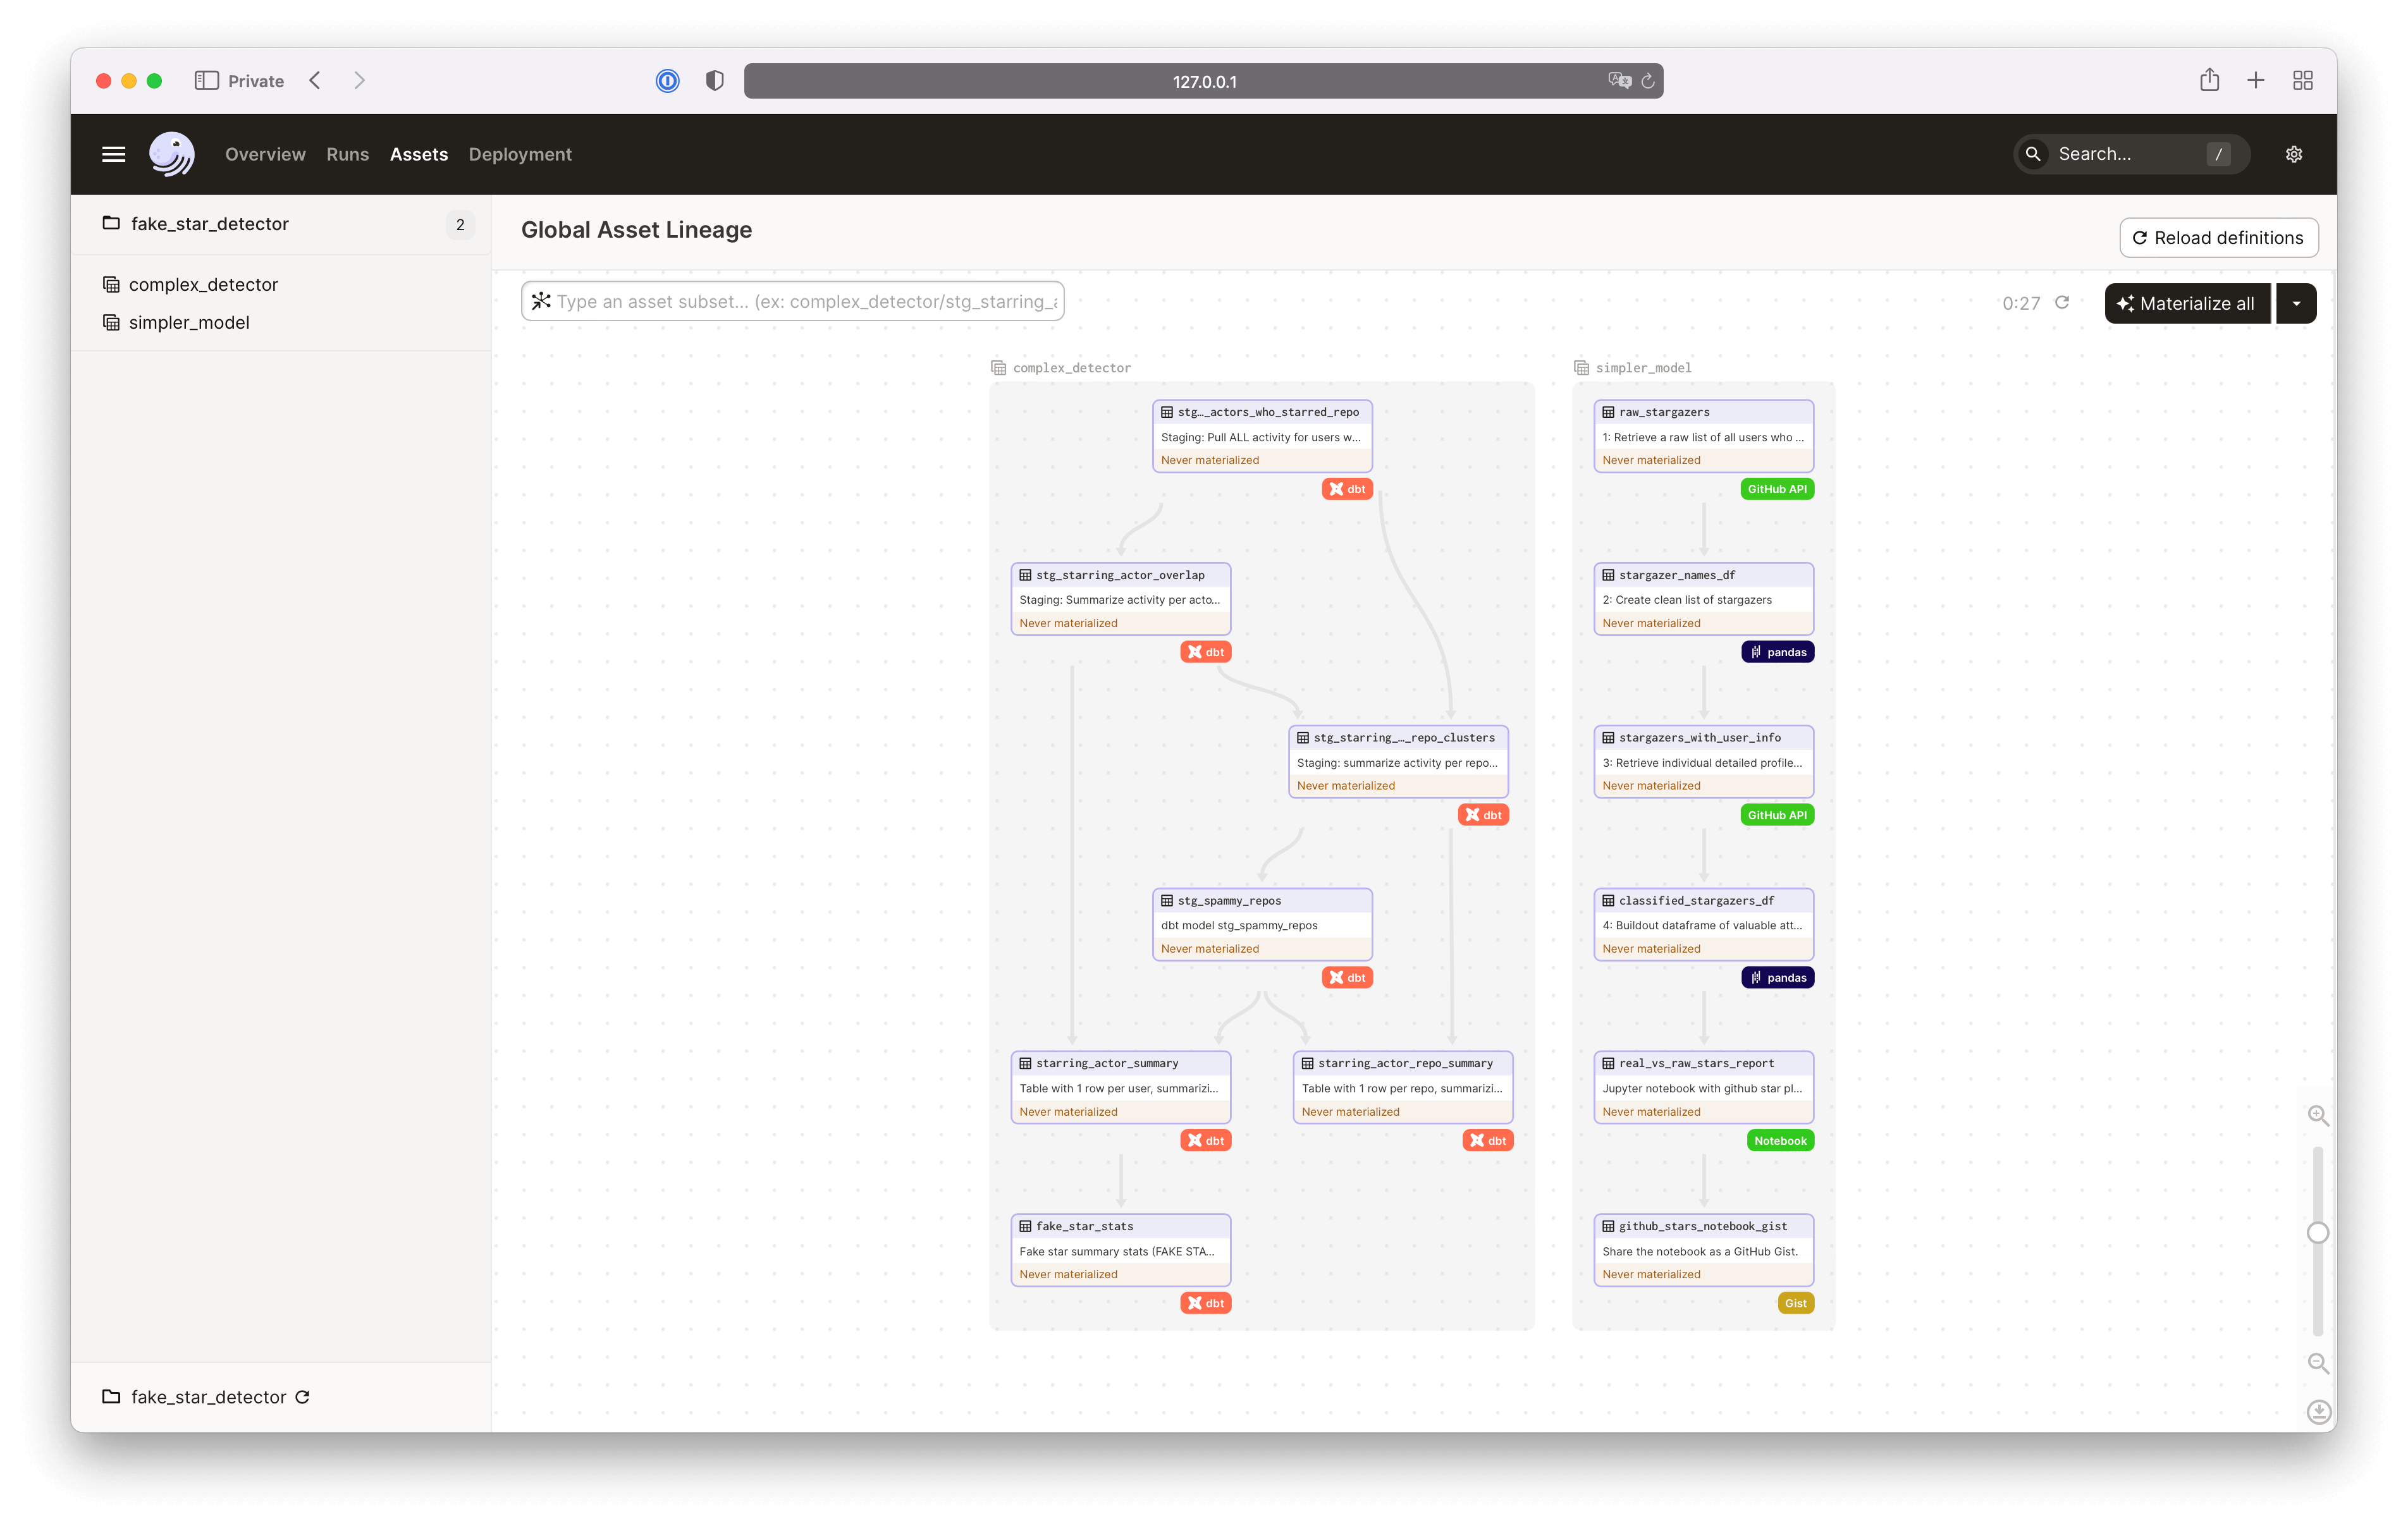 Private
127.0.0.1
Overview Runs Assets Deployment
Search... /
fake_star_detector 2
complex_detector
simpler_model
fake_star_detector
Global Asset Lineage
Reload definitions
Type an asset subset… (ex: complex_detector/stg_starring_a
0:27
Materialize all
complex_detector
stg…_actors_who_starred_repo
Staging: Pull ALL activity for users w…
Never materialized
dbt
stg_starring_actor_overlap
Staging: Summarize activity per acto…
Never materialized
dbt
stg_starring_…_repo_clusters
Staging: summarize activity per repo…
Never materialized
dbt
stg_spammy_repos
dbt model stg_spammy_repos
Never materialized
dbt
starring_actor_summary
Table with 1 row per user, summarizi…
Never materialized
dbt
starring_actor_repo_summary
Table with 1 row per repo, summarizi…
Never materialized
dbt
fake_star_stats
Fake star summary stats (FAKE STA…
Never materialized
dbt
simpler_model
raw_stargazers
1: Retrieve a raw list of all users who …
Never materialized
GitHub API
stargazer_names_df
2: Create clean list of stargazers
Never materialized
pandas
stargazers_with_user_info
3: Retrieve individual detailed profile…
Never materialized
GitHub API
classified_stargazers_df
4: Buildout dataframe of valuable att…
Never materialized
pandas
real_vs_raw_stars_report
Jupyter notebook with github star pl…
Never materialized
Notebook
github_stars_notebook_gist
Share the notebook as a GitHub Gist.
Never materialized
Gist